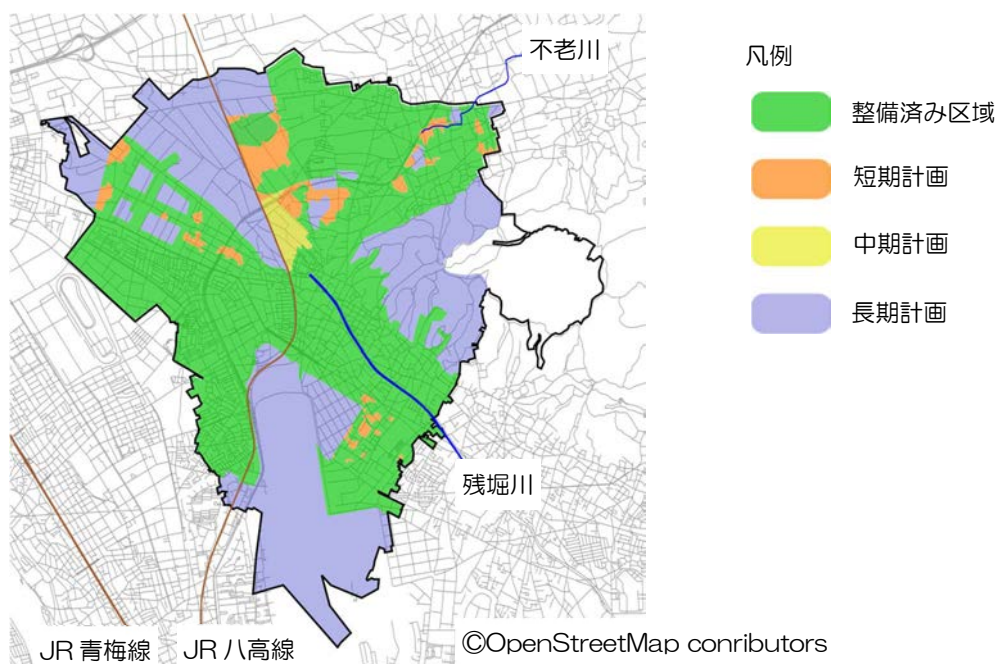 不老川
凡例
整備済み区域
短期計画
中期計画
長期計画
残堀川
JR 青梅線
JR 八高線
©OpenStreetMap conributors